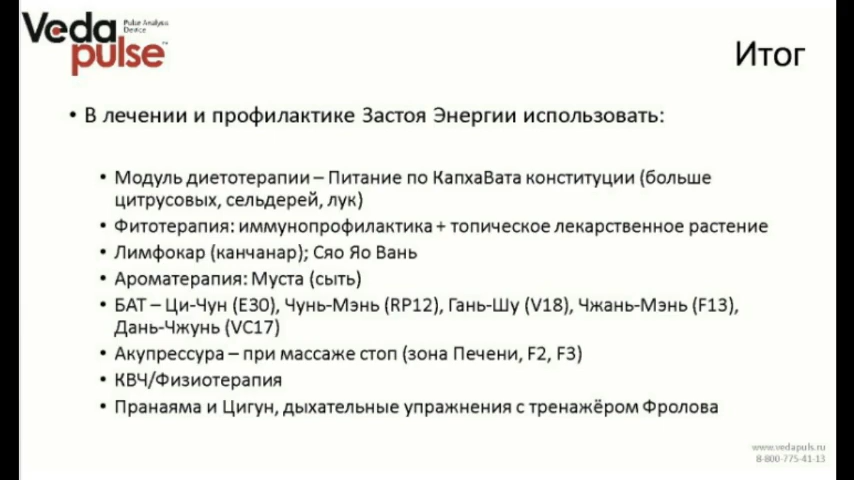 Veda
pulse™
Pulse Analysis
Device
Итог
• В лечении и профилактике Застоя Энергии использовать:
• Модуль диетотерапии – Питание по КапхаВата конституции (больше
цитрусовых, сельдерей, лук)
• Фитотерапия: иммунопрофилактика + топическое лекарственное растение
• Лимфокар (канчанар); Сяо Яо Вань
• Ароматерапия: Муста (сыть)
• БАТ – Ци-Чун (Е30), Чунь-Мэнь (RP12), Гань-Шу (V18), Чжань-Мэнь (F13),
Дань-Чжунь (VC17)
• Акупрессура – при массаже стоп (зона Печени, F2, F3)
• КВЧ/Физиотерапия
• Пранаяма и Цигун, дыхательные упражнения с тренажёром Фролова
www.vedapuls.ru
8-800-775-41-13